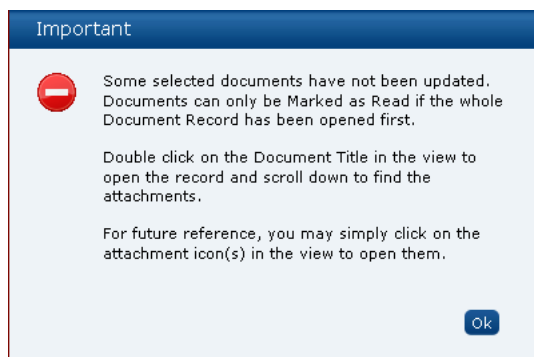 Important
Some selected documents have not been updated.
Documents can only be Marked as Read if the whole
Document Record has been opened first.
Double click on the Document Title in the view to
open the record and scroll down to find the
attachments.
For future reference, you may simply click on the
attachment icon(s) in the view to open them.
Ok